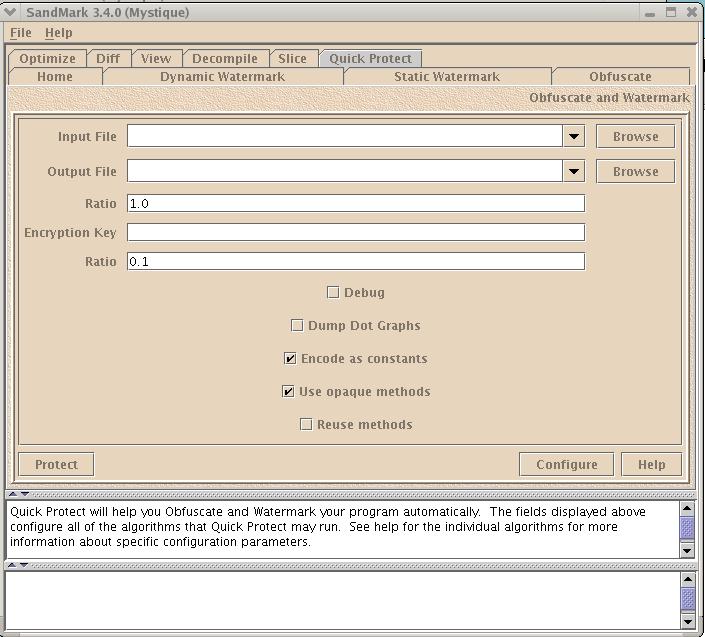 SandMark 3.4.0 (Mystique)
File Help
Optimize Diff View Decompile Slice Quick Protect
Home Dynamic Watermark Static Watermark Obfuscate
Obfuscate and Watermark
Input File Browse
Output File Browse
Ratio 1.0
Encryption Key
Ratio 0.1
Debug
Dump Dot Graphs
Encode as constants
Use opaque methods
Reuse methods
Protect Configure Help
Quick Protect will help you Obfuscate and Watermark your program automatically. The fields displayed above
configure all of the algorithms that Quick Protect may run. See help for the individual algorithms for more
information about specific configuration parameters.